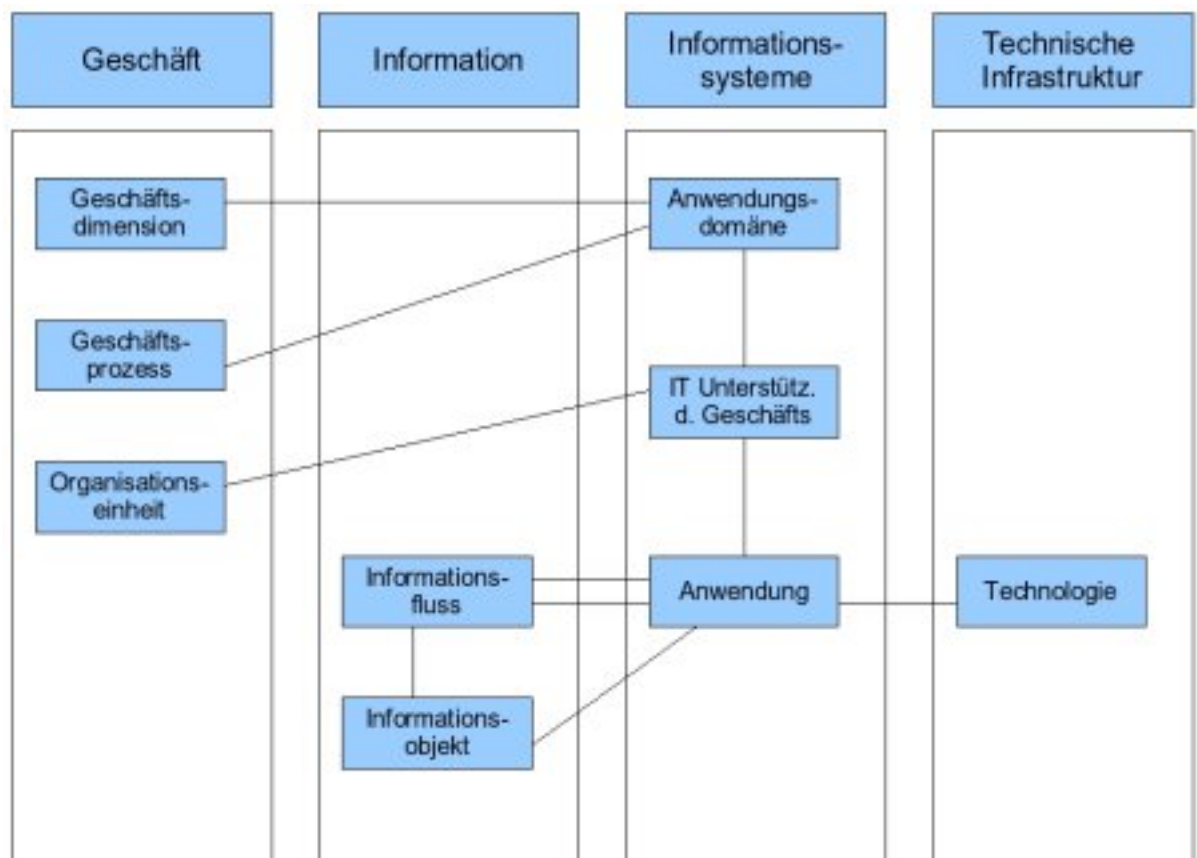 Geschäft
Information
Informations-
systeme
Technische
Infrastruktur
Geschäfts-
dimension
Anwendungs-
domäne
Geschäfts-
prozess
IT Unterstütz.
d. Geschäfts
Organisations-
einheit
Informations-
fluss
Anwendung
Technologie
Informations-
objekt